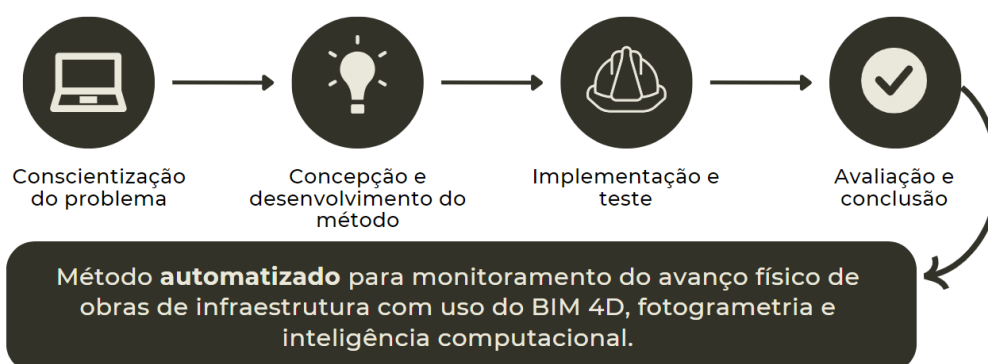 Conscientização
do problema
Concepção e
desenvolvimento do
método
Implementação e
teste
Avaliação e
conclusão
Método automatizado para monitoramento do avanço físico de
obras de infraestrutura com uso do BIM 4D, fotogrametria e
inteligência computacional.